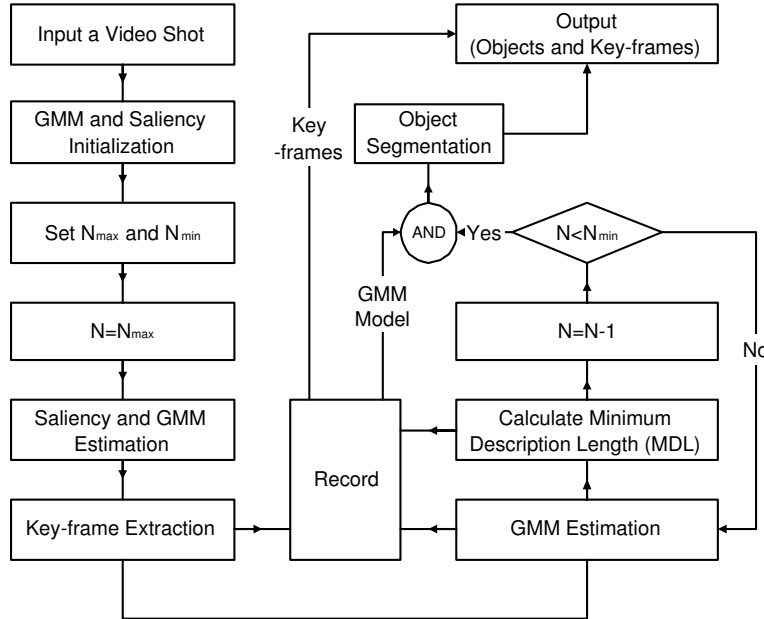 Input a Video Shot
GMM and Saliency
Initialization
Set Nmax and Nmin
N=Nmax
Saliency and GMM
Estimation
Key-frame Extraction
Key
-frames
Record
GMM
Model
Output
(Objects and Key-frames)
Object
Segmentation
AND
Yes
N<Nmin
N=N-1
No
Calculate Minimum
Description Length (MDL)
GMM Estimation